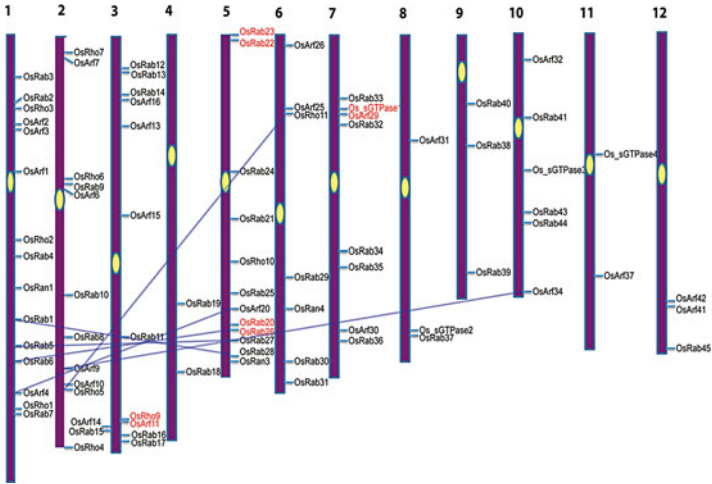 1 2 3 4 5 6 7 8 9 10 11 12
OsRab3
OsRab2
OsRho3
OsArf2
OsArf3
OsArf1
OsRho2
OsRab4
OsRan1
OsRab1
OsRab5
OsRab6
OsArf4
OsRho1
OsRab7
OsRho7
OsArf7
OsRho6
OsRab9
OsArf6
OsRab10
OsRab8
OsArf9
OsArf10
OsRho5
OsRho4
OsRab12
OsRab13
OsRab14
OsArf16
OsArf13
OsArf15
OsRab11
OsRho9
OsArf11
OsArf14
OsRab15
OsRab16
OsRab17
OsRab19
OsRab18
OsRab23
OsRab22
OsRab24
OsRab21
OsRho10
OsRab25
OsArf20
OsRab20
OsRab26
OsRab27
OsRab28
OsRan3
OsArf26
OsArf25
OsRho11
OsRab29
OsRan4
OsRab30
OsRab31
OsRab33
Os_sGTPase1
OsArf29
OsRab32
OsRab34
OsRab35
OsArf30
OsRab36
OsArf31
Os_sGTPase2
OsRab37
OsRab40
OsRab38
OsRab39
OsArf32
OsRab41
Os_sGTPase3
OsRab43
OsRab44
OsArf34
Os_sGTPase4
OsArf37
OsArf42
OsArf41
OsRab45